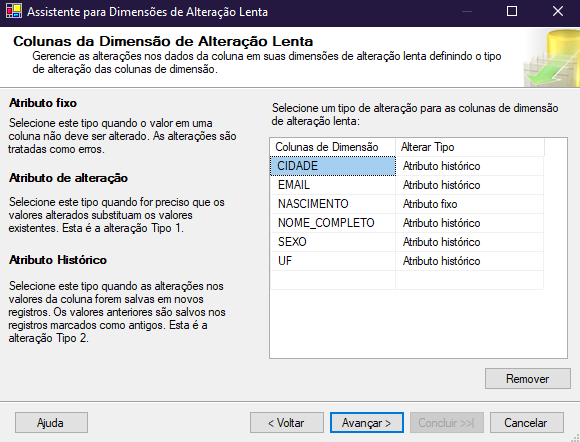 Assistente para Dimensões de Alteração Lenta
Colunas da Dimensão de Alteração Lenta
Gerencie as alterações nos dados da coluna em suas dimensões de alteração lenta definindo o tipo
de alteração das colunas de dimensão.
Atributo fixo
Selecione este tipo quando o valor em uma
coluna não deve ser alterado. As alterações são
tratadas como erros.
Atributo de alteração
Selecione este tipo quando for preciso que os
valores alterados substituam os valores
existentes. Esta é a alteração Tipo 1.
Atributo Histórico
Selecione este tipo quando as alterações nos
valores da coluna forem salvas em novos
registros. Os valores anteriores são salvos nos
registros marcados como antigos. Esta é a
alteração Tipo 2.
Selecione um tipo de alteração para as colunas de dimensão
de alteração lenta:
Colunas de Dimensão Alterar Tipo
CIDADE Atributo histórico
EMAIL Atributo histórico
NASCIMENTO Atributo fixo
NOME_COMPLETO Atributo histórico
SEXO Atributo histórico
UF Atributo histórico
Remover
Ajuda < Voltar Avançar > Concluir >>| Cancelar